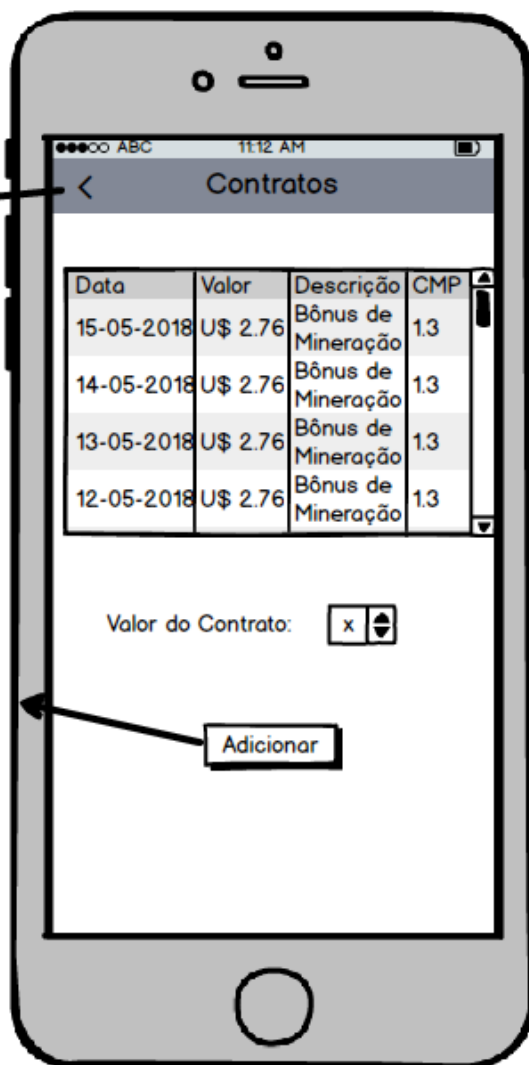 ABC 11:12 AM
< Contratos
Data Valor Descrição CMP
15-05-2018 U$ 2.76 Bônus de Mineração 1.3
14-05-2018 U$ 2.76 Bônus de Mineração 1.3
13-05-2018 U$ 2.76 Bônus de Mineração 1.3
12-05-2018 U$ 2.76 Bônus de Mineração 1.3
Valor do Contrato: x
Adicionar